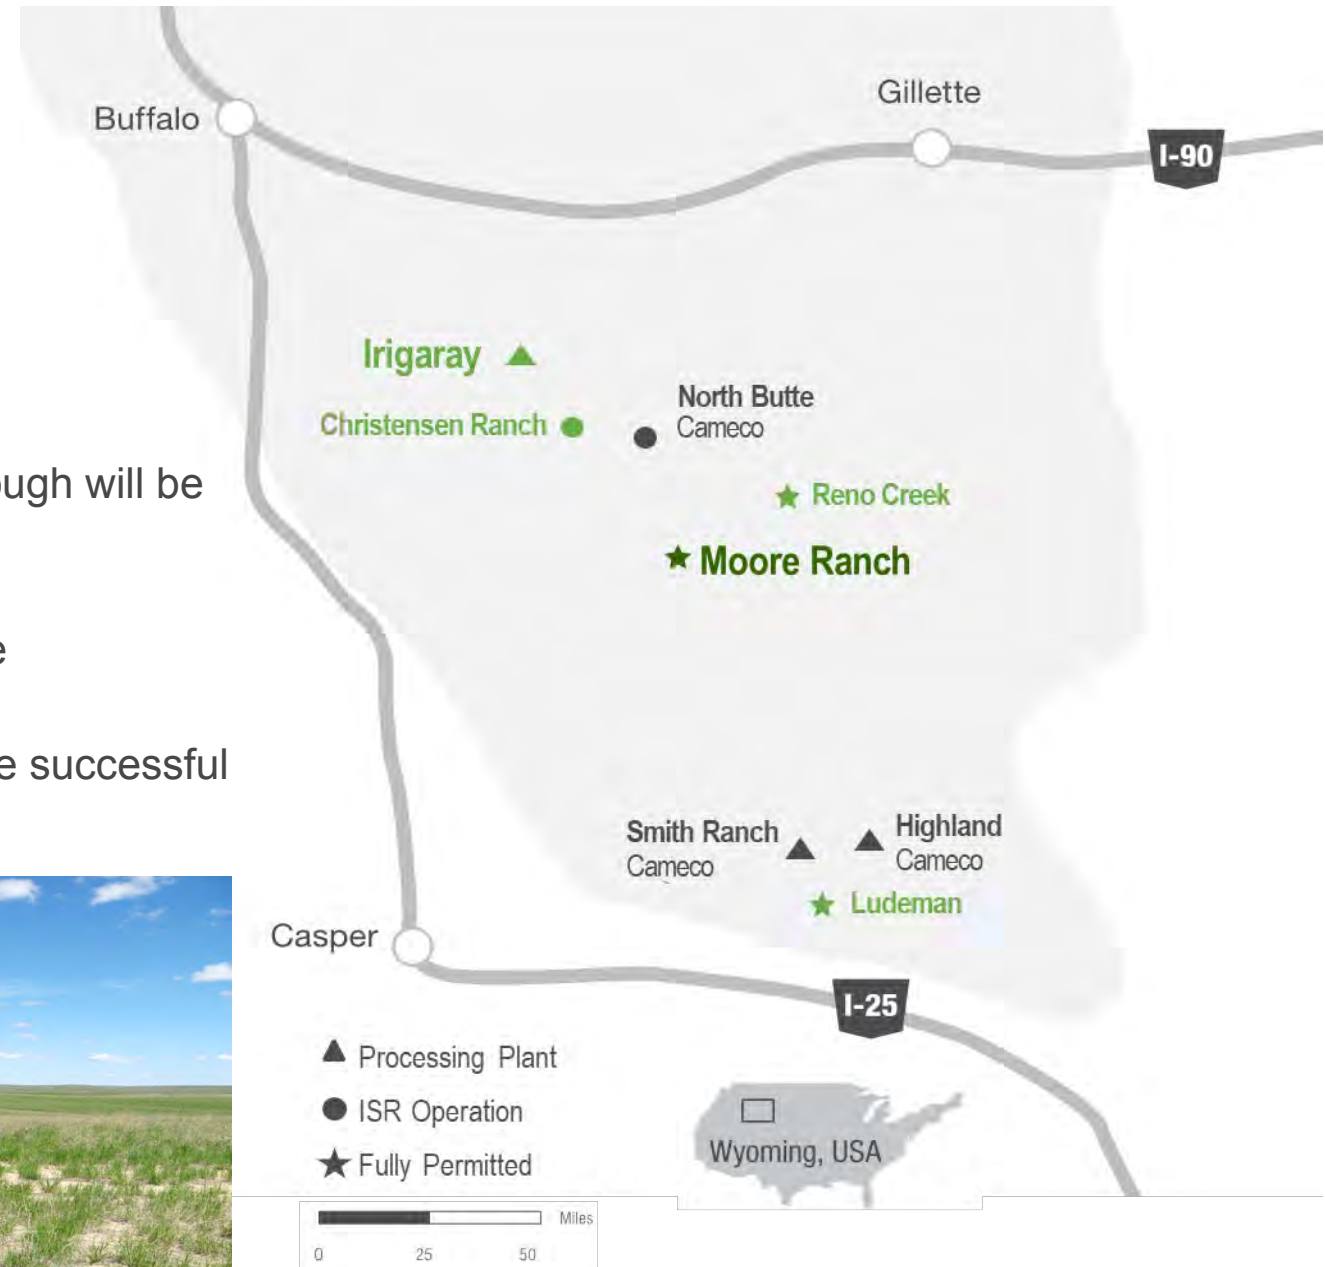 Gillette
Buffalo
I-90
Irigaray
North Butte
Cameco
Christensen Ranch
ough will be
Reno Creek
Moore Ranch
e
e successful
Smith Ranch
Cameco
Highland
Cameco
Ludeman
Casper
I-25
Processing Plant
ISR Operation
Fully Permitted
Wyoming, USA
Miles
0 25 50